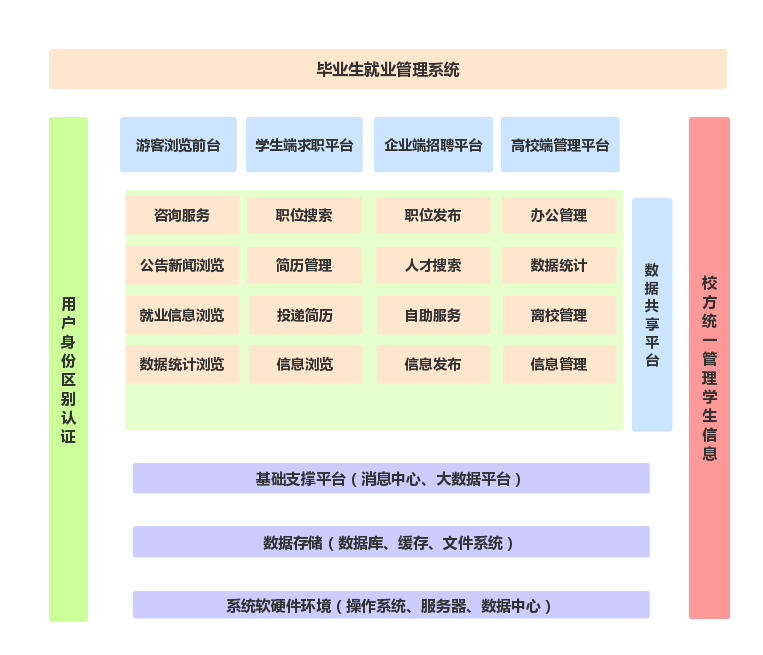 毕业生就业管理系统
游客浏览前台
学生端求职平台
企业端招聘平台
高校端管理平台
用户身份区别认证
咨询服务
职位搜索
职位发布
办公管理
公告新闻浏览
简历管理
人才搜索
数据统计
就业信息浏览
投递简历
自助服务
离校管理
数据统计浏览
信息浏览
信息发布
信息管理
数据共享平台
校方统一管理学生信息
基础支撑平台（消息中心、大数据平台）
数据存储（数据库、缓存、文件系统）
系统软硬件环境（操作系统、服务器、数据中心）